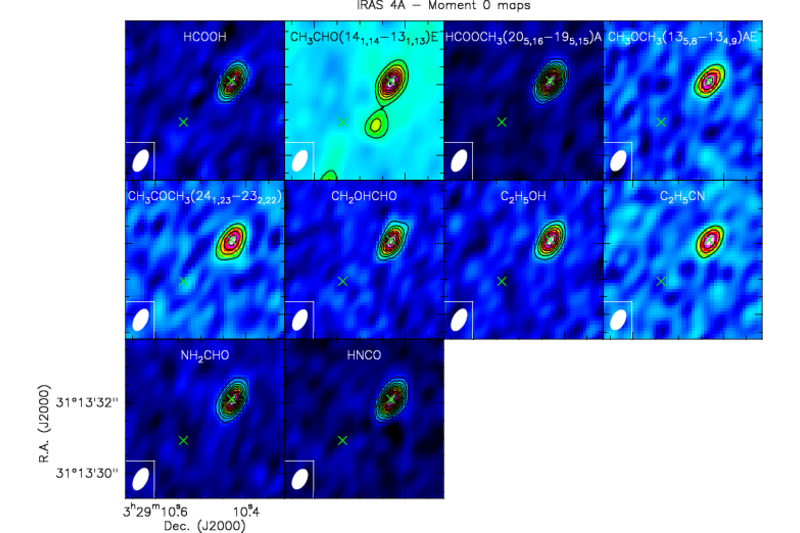 IRAS 4A – Moment 0 maps
HCOOH
CH₃CHO(14₁,₁₄−13₁,₁₃)E
HCOOCH₃(20₅,₁₆−19₅,₁₅)A
CH₃OCH₃(13₅,₈−13₄,₉)AE
CH₃COCH₃(24₁,₂₃−23₂,₂₂)
CH₂OHCHO
C₂H₅OH
C₂H₅CN
NH₂CHO
HNCO
31°13'32"
31°13'30"
R.A. (J2000)
3ʰ29ᵐ10ˢ.6
10ˢ.4
Dec. (J2000)